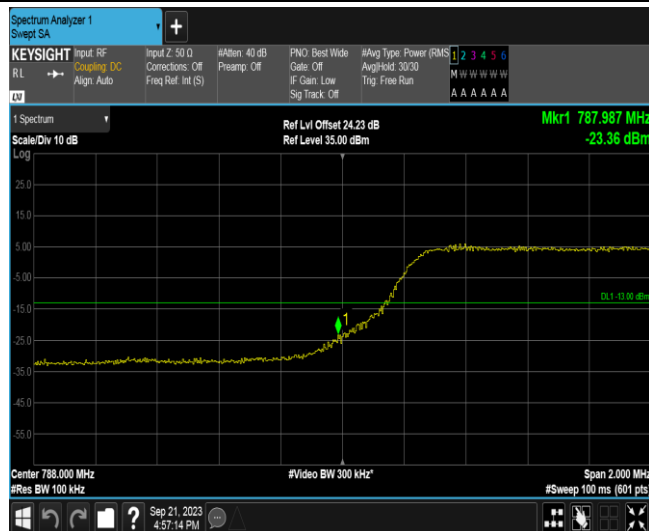 Spectrum Analyzer 1
Swept SA
+
KEYSIGHT
RL
Input: RF
Coupling: DC
Align: Auto
Input Z: 50 Ω
Corrections: Off
Freq Ref: Int (S)
#Atten: 40 dB
Preamp: Off
PNO: Best Wide
Gate: Off
IF Gain: Low
Sig Track: Off
#Avg Type: Power (RMS
Avg|Hold: 30/30
Trig: Free Run
1 2 3 4 5 6
M W W W W W
A A A A A A
LXI
1 Spectrum
Scale/Div 10 dB
Log
Ref Lvl Offset 24.23 dB
Ref Level 35.00 dBm
Mkr1 787.987 MHz
-23.36 dBm
25.0
15.0
5.00
-5.00
-15.0
-25.0
-35.0
-45.0
-55.0
DL1 -13.00 dBm
1
Center 788.000 MHz
#Res BW 100 kHz
#Video BW 300 kHz*
Span 2.000 MHz
#Sweep 100 ms (601 pts)
?
Sep 21, 2023
4:57:14 PM